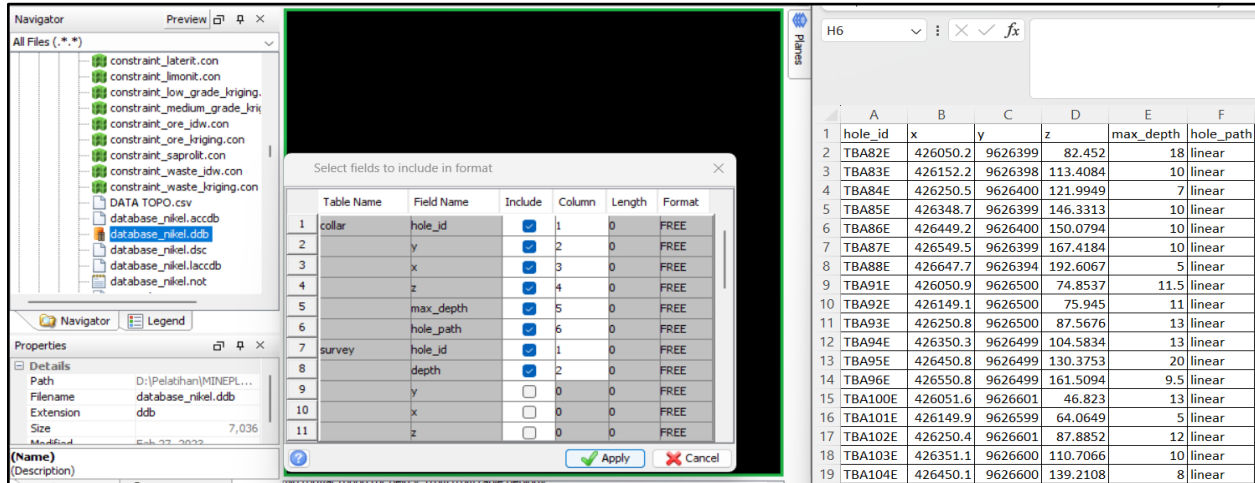 Navigator Preview
All Files (.*.*)
constraint_laterit.con
constraint_limonit.con
constraint_low_grade_kriging.
constraint_medium_grade_krig
constraint_ore_idw.con
constraint_ore_kriging.con
constraint_saprolit.con
constraint_waste_idw.con
constraint_waste_kriging.con
DATA TOPO.csv
database_nikel.accdb
database_nikel.ddb
database_nikel.dsc
database_nikel.laccdb
database_nikel.not
Navigator Legend
Properties
Details
Path D:\Pelatihan\MINEPL...
Filename database_nikel.ddb
Extension ddb
Size 7,036
Modified Feb 27, 2023
(Name)
(Description)
Planes
Select fields to include in format
Table Name Field Name Include Column Length Format
1 collar hole_id 1 0 FREE
2 y 2 0 FREE
3 x 3 0 FREE
4 z 4 0 FREE
5 max_depth 5 0 FREE
6 hole_path 6 0 FREE
7 survey hole_id 1 0 FREE
8 depth 2 0 FREE
9 y 0 0 FREE
10 x 0 0 FREE
11 z 0 0 FREE
? Apply Cancel
H6 fx
A B C D E F
1 hole_id x y z max_depth hole_path
2 TBA82E 426050.2 9626399 82.452 18 linear
3 TBA83E 426152.2 9626398 113.4084 10 linear
4 TBA84E 426250.5 9626400 121.9949 7 linear
5 TBA85E 426348.7 9626399 146.3313 10 linear
6 TBA86E 426449.2 9626400 150.0794 10 linear
7 TBA87E 426549.5 9626399 167.4184 10 linear
8 TBA88E 426647.7 9626394 192.6067 5 linear
9 TBA91E 426050.9 9626500 74.8537 11.5 linear
10 TBA92E 426149.1 9626500 75.945 11 linear
11 TBA93E 426250.8 9626500 87.5676 13 linear
12 TBA94E 426350.3 9626499 104.5834 13 linear
13 TBA95E 426450.8 9626499 130.3753 20 linear
14 TBA96E 426550.8 9626499 161.5094 9.5 linear
15 TBA100E 426051.6 9626601 46.823 13 linear
16 TBA101E 426149.9 9626599 64.0649 5 linear
17 TBA102E 426250.4 9626601 87.8852 12 linear
18 TBA103E 426351.1 9626600 110.7066 10 linear
19 TBA104E 426450.1 9626600 139.2108 8 linear